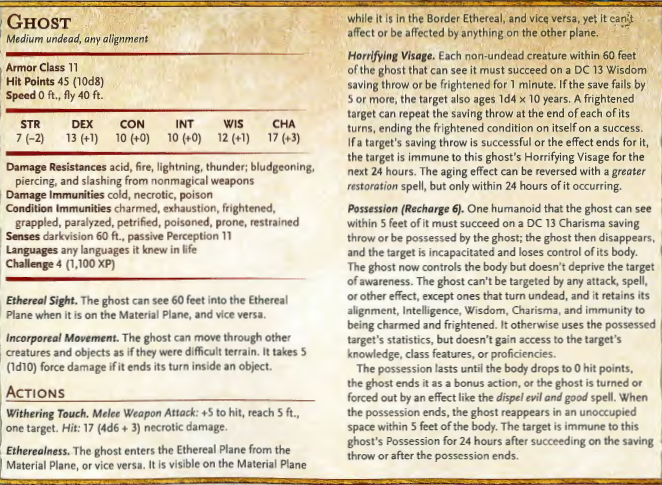 GHOST
Medium undead, any alignment
Armor Class 11
Hit Points 45 (10d8)
Speed 0 ft., fly 40 ft.
STR DEX CON INT WIS CHA
7 (−2) 13 (+1) 10 (+0) 10 (+0) 12 (+1) 17 (+3)
Damage Resistances acid, fire, lightning, thunder; bludgeoning,
piercing, and slashing from nonmagical weapons
Damage Immunities cold, necrotic, poison
Condition Immunities charmed, exhaustion, frightened,
grappled, paralyzed, petrified, poisoned, prone, restrained
Senses darkvision 60 ft., passive Perception 11
Languages any languages it knew in life
Challenge 4 (1,100 XP)
Ethereal Sight. The ghost can see 60 feet into the Ethereal
Plane when it is on the Material Plane, and vice versa.
Incorporeal Movement. The ghost can move through other
creatures and objects as if they were difficult terrain. It takes 5
(1d10) force damage if it ends its turn inside an object.
ACTIONS
Withering Touch. Melee Weapon Attack: +5 to hit, reach 5 ft.,
one target. Hit: 17 (4d6 + 3) necrotic damage.
Etherealness. The ghost enters the Ethereal Plane from the
Material Plane, or vice versa. It is visible on the Material Plane
while it is in the Border Ethereal, and vice versa, yet it can't
affect or be affected by anything on the other plane.
Horrifying Visage. Each non-undead creature within 60 feet
of the ghost that can see it must succeed on a DC 13 Wisdom
saving throw or be frightened for 1 minute. If the save fails by
5 or more, the target also ages 1d4 × 10 years. A frightened
target can repeat the saving throw at the end of each of its
turns, ending the frightened condition on itself on a success.
If a target's saving throw is successful or the effect ends for it,
the target is immune to this ghost's Horrifying Visage for the
next 24 hours. The aging effect can be reversed with a greater
restoration spell, but only within 24 hours of it occurring.
Possession (Recharge 6). One humanoid that the ghost can see
within 5 feet of it must succeed on a DC 13 Charisma saving
throw or be possessed by the ghost; the ghost then disappears,
and the target is incapacitated and loses control of its body.
The ghost now controls the body but doesn't deprive the target
of awareness. The ghost can't be targeted by any attack, spell,
or other effect, except ones that turn undead, and it retains its
alignment, Intelligence, Wisdom, Charisma, and immunity to
being charmed and frightened. It otherwise uses the possessed
target's statistics, but doesn't gain access to the target's
knowledge, class features, or proficiencies.
The possession lasts until the body drops to 0 hit points,
the ghost ends it as a bonus action, or the ghost is turned or
forced out by an effect like the dispel evil and good spell. When
the possession ends, the ghost reappears in an unoccupied
space within 5 feet of the body. The target is immune to this
ghost's Possession for 24 hours after succeeding on the saving
throw or after the possession ends.